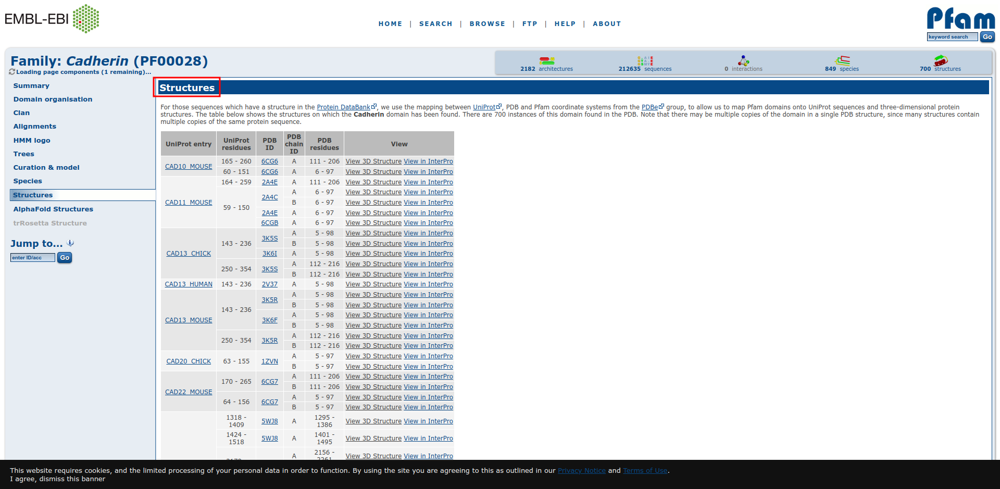 EMBL-EBI
HOME | SEARCH | BROWSE | FTP | HELP | ABOUT
Pfam
keyword search Go
Family: Cadherin (PF00028)
Loading page components (1 remaining)...
2182 architectures 212635 sequences 0 interactions 849 species 700 structures
Summary
Domain organisation
Clan
Alignments
HMM logo
Trees
Curation & model
Species
Structures
AlphaFold Structures
trRosetta Structure
Jump to...
enter ID/acc Go
Structures
For those sequences which have a structure in the Protein DataBank, we use the mapping between UniProt, PDB and Pfam coordinate systems from the PDBe group, to allow us to map Pfam domains onto UniProt sequences and three-dimensional protein
structures. The table below shows the structures on which the Cadherin domain has been found. There are 700 instances of this domain found in the PDB. Note that there may be multiple copies of the domain in a single PDB structure, since many structures contain
multiple copies of the same protein sequence.
UniProt entry UniProt residues PDB ID PDB chain ID PDB residues View
CAD10_MOUSE 165 - 260 6CG6 A 111 - 206 View 3D Structure View in InterPro
60 - 151 6CG6 A 6 - 97 View 3D Structure View in InterPro
CAD11_MOUSE 164 - 259 2A4E A 111 - 206 View 3D Structure View in InterPro
59 - 150 2A4C A 6 - 97 View 3D Structure View in InterPro
B 6 - 97 View 3D Structure View in InterPro
2A4E A 6 - 97 View 3D Structure View in InterPro
6CGB A 6 - 97 View 3D Structure View in InterPro
CAD13_CHICK 143 - 236 3K5S A 5 - 98 View 3D Structure View in InterPro
B 5 - 98 View 3D Structure View in InterPro
3K6I A 5 - 98 View 3D Structure View in InterPro
250 - 354 3K5S A 112 - 216 View 3D Structure View in InterPro
B 112 - 216 View 3D Structure View in InterPro
CAD13_HUMAN 143 - 236 2V37 A 5 - 98 View 3D Structure View in InterPro
CAD13_MOUSE 143 - 236 3K5R A 5 - 98 View 3D Structure View in InterPro
B 5 - 98 View 3D Structure View in InterPro
3K6F A 5 - 98 View 3D Structure View in InterPro
B 5 - 98 View 3D Structure View in InterPro
250 - 354 3K5R A 112 - 216 View 3D Structure View in InterPro
B 112 - 216 View 3D Structure View in InterPro
CAD20_CHICK 63 - 155 1ZVN A 5 - 97 View 3D Structure View in InterPro
B 5 - 97 View 3D Structure View in InterPro
CAD22_MOUSE 170 - 265 6CG7 A 111 - 206 View 3D Structure View in InterPro
B 111 - 206 View 3D Structure View in InterPro
64 - 156 6CG7 A 5 - 97 View 3D Structure View in InterPro
B 5 - 97 View 3D Structure View in InterPro
1318 - 1409 5WJ8 A 1295 - 1386 View 3D Structure View in InterPro
1424 - 1518 5WJ8 A 1401 - 1495 View 3D Structure View in InterPro
A 2156 - View 3D Structure View in InterPro
This website requires cookies, and the limited processing of your personal data in order to function. By using the site you are agreeing to this as outlined in our Privacy Notice and Terms of Use.
I agree, dismiss this banner